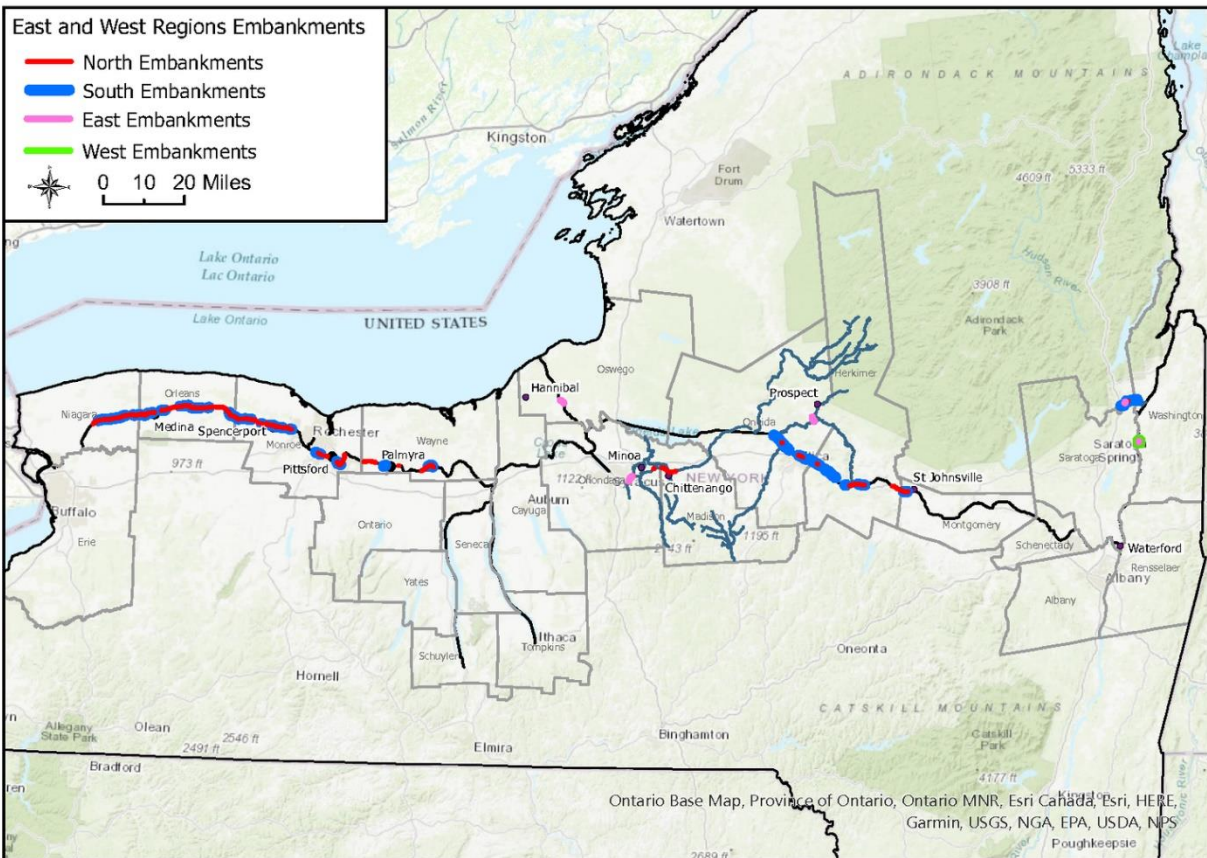 East and West Regions Embankments
North Embankments
South Embankments
East Embankments
West Embankments
0 10 20 Miles
Salmon River
Kingston
Lake
Champlain
ADIRONDACK MOUNTAINS
Fort
Drum
4609 ft
5333 ft
Watertown
Lake Ontario
Lac Ontario
Hudson River
3908 ft
Lake Ontario
UNITED STATES
Adirondack
Park
Oswego
Herkimer
Hannibal
Prospect
Orleans
Niagara
Washington
Medina
Spencerport
Rochester
Wayne
Oneida
Monroe
Palmyra
Minoa
Saratoga
Spring
973 ft
Pittsford
1122
NEW YORK
St Johnsville
Chittenango
Auburn
Buffalo
Cayuga
Ontario
Madison
Montgomery
Erie
Seneca
1195 ft
Schenectady
Waterford
Rensselaer
Albany
Yates
Albany
Ithaca
Tompkins
Schuyler
Oneonta
Hornell
CATSKILL MOUNTAINS
Allegany
State Park
Olean
2546 ft
2491 ft
Elmira
Binghamton
Catskill
Park
Bradford
4177 ft
Kingston
Ontario Base Map, Province of Ontario, Ontario MNR, Esri Canada, Esri, HERE,
Garmin, USGS, NGA, EPA, USDA, NPS
2689 ft
Poughkeepsie